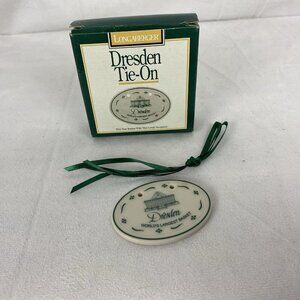 LONGABERGER
Dresden
Tie-On
Dresden
Dresden
WORLD'S LARGEST BASKET